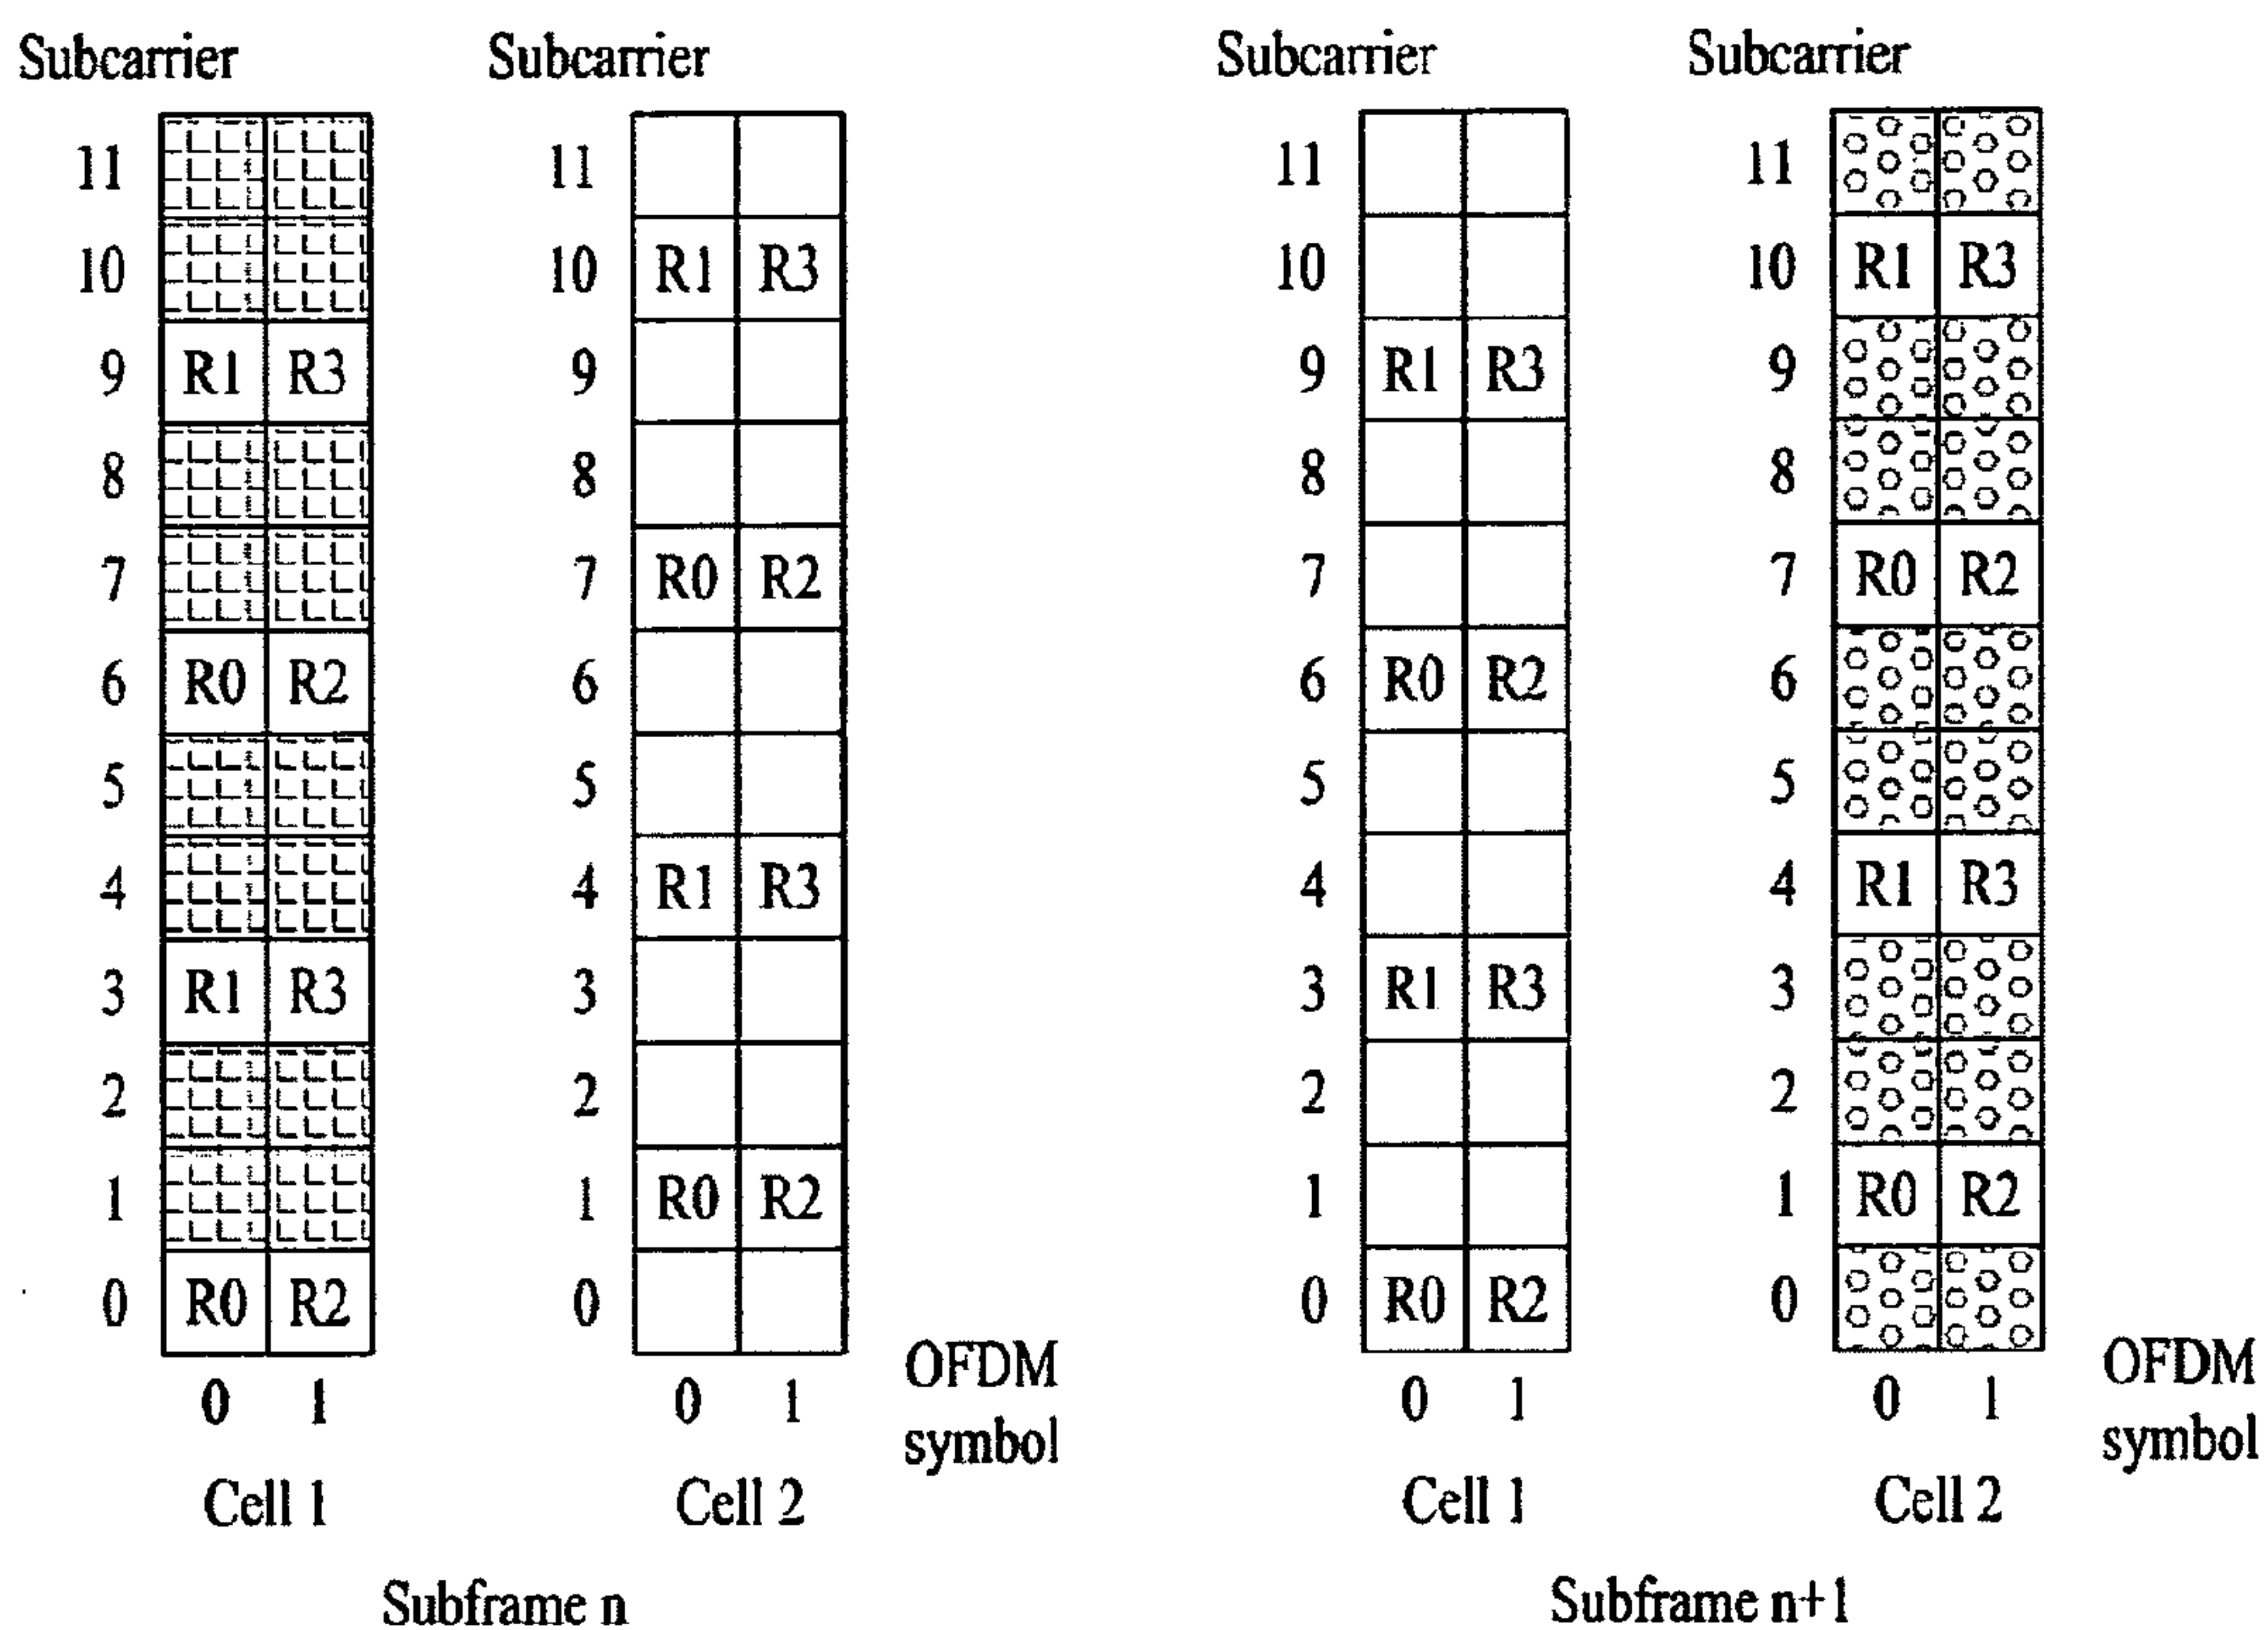 Subcarrier Subcarrier Subcarrier Subcarrier
11 11 11 11
10 10 R1 R3 10 10 R1 R3
9 R1 R3 9 9 R1 R3 9
8 8 8 8
7 7 R0 R2 7 7 R0 R2
6 R0 R2 6 6 R0 R2 6
5 5 5 5
4 4 R1 R3 4 4 R1 R3
3 R1 R3 3 3 R1 R3 3
2 2 2 2
1 1 R0 R2 1 1 R0 R2
0 R0 R2 0 0 R0 R2 0
0 1 0 1 OFDM 0 1 0 1 OFDM
symbol symbol
Cell 1 Cell 2 Cell 1 Cell 2
Subframe n Subframe n+1